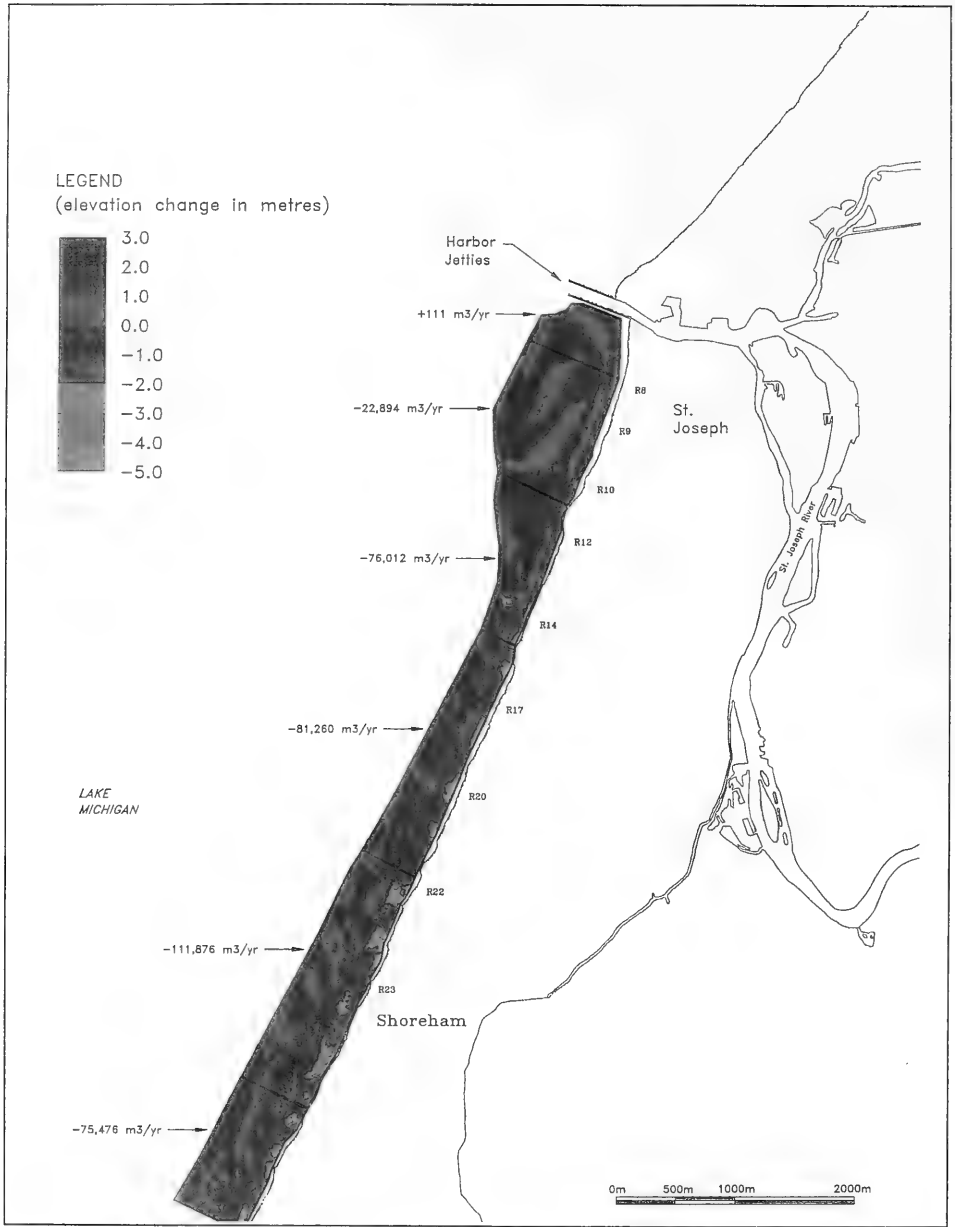 LEGEND
(elevation change in metres)
3.0
2.0
1.0
0.0
-1.0
-2.0
-3.0
-4.0
-5.0
Harbor
Jetties
+111 m3/yr
R8
-22,894 m3/yr
St.
Joseph
R9
R10
St. Joseph River
R12
-76,012 m3/yr
R14
R17
-81,260 m3/yr
LAKE
MICHIGAN
R20
R22
-111,876 m3/yr
R23
Shoreham
-75,476 m3/yr
0m 500m 1000m 2000m